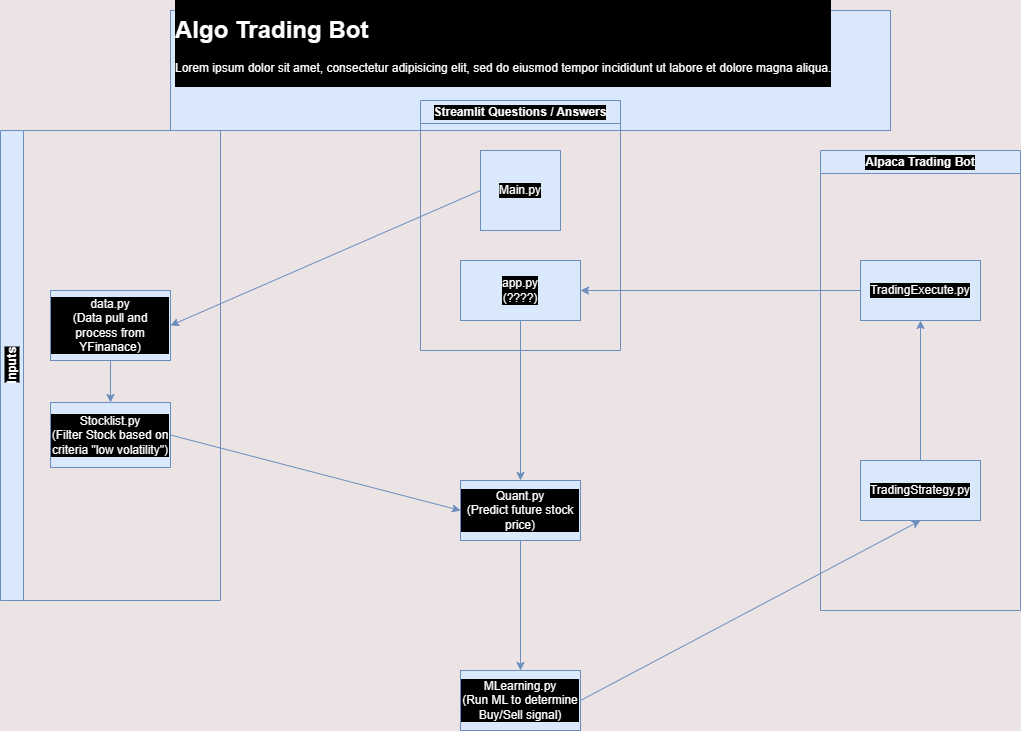 Algo Trading Bot
Lorem ipsum dolor sit amet, consectetur adipisicing elit, sed do eiusmod tempor incididunt ut labore et dolore magna aliqua.
Streamlit Questions / Answers
Main.py
app.py
(????)
Alpaca Trading Bot
TradingExecute.py
TradingStrategy.py
Inputs
data.py
(Data pull and
process from
YFinanace)
Stocklist.py
(Filter Stock based on
criteria "low volatility")
Quant.py
(Predict future stock
price)
MLearning.py
(Run ML to determine
Buy/Sell signal)